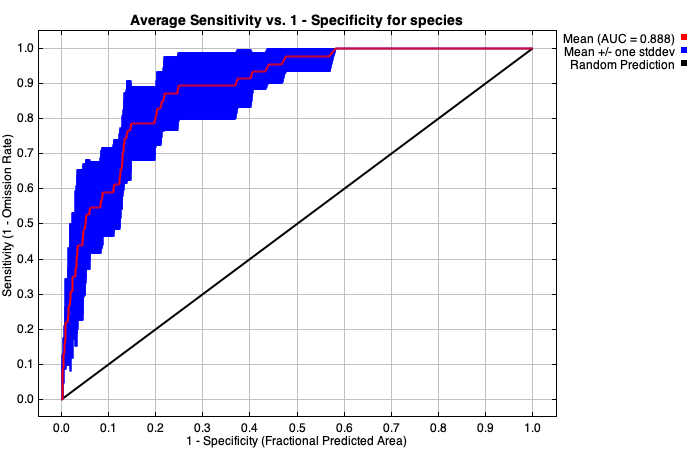 Average Sensitivity vs. 1 - Specificity for species
Mean (AUC = 0.888)
Mean +/- one stddev
Random Prediction
Sensitivity (1 - Omission Rate)
1.0
0.9
0.8
0.7
0.6
0.5
0.4
0.3
0.2
0.1
0.0
0.0 0.1 0.2 0.3 0.4 0.5 0.6 0.7 0.8 0.9 1.0
1 - Specificity (Fractional Predicted Area)